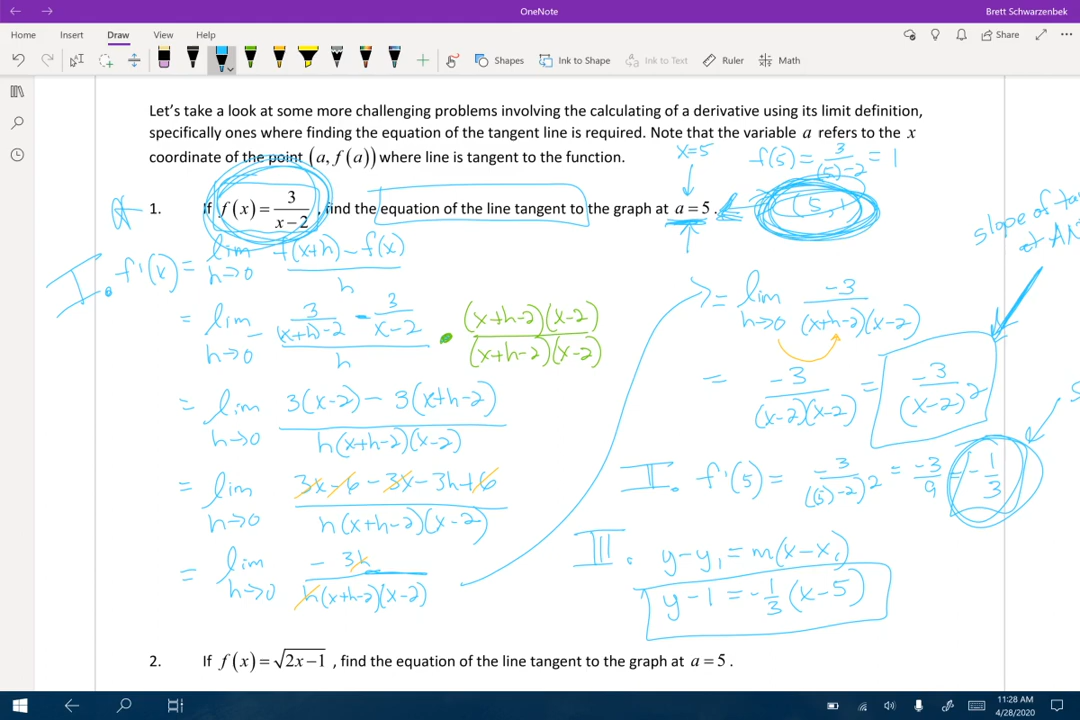 OneNote
Brett Schwarzenbek
Home Insert Draw View Help
Share
Shapes Ink to Shape Ink to Text Ruler Math
Let's take a look at some more challenging problems involving the calculating of a derivative using its limit definition,
specifically ones where finding the equation of the tangent line is required. Note that the variable a refers to the x
coordinate of the point (a, f(a)) where line is tangent to the function.
x=5
f(5) = 3/((5)-2) = 1
1. If f(x) = 3/(x-2), find the equation of the line tangent to the graph at a = 5.
(5,1)
slope of
at
I. f'(x) = lim h→0 (f(x+h) - f(x))/h
= lim h→0 (3/((x+h)-2) - 3/(x-2))/h • ((x+h-2)(x-2))/((x+h-2)(x-2))
= lim h→0 (3(x-2) - 3(x+h-2))/(h(x+h-2)(x-2))
= lim h→0 (3x-6-3x-3h+6)/(h(x+h-2)(x-2))
= lim h→0 (-3h)/(h(x+h-2)(x-2))
= lim h→0 (-3)/((x+h-2)(x-2))
= -3/((x-2)(x-2)) = -3/(x-2)²
II. f'(5) = -3/((5)-2)² = -3/9 = -1/3
III. y-y₁ = m(x-x₁)
y-1 = -1/3 (x-5)
2. If f(x) = √(2x-1), find the equation of the line tangent to the graph at a = 5.
11:28 AM
4/28/2020